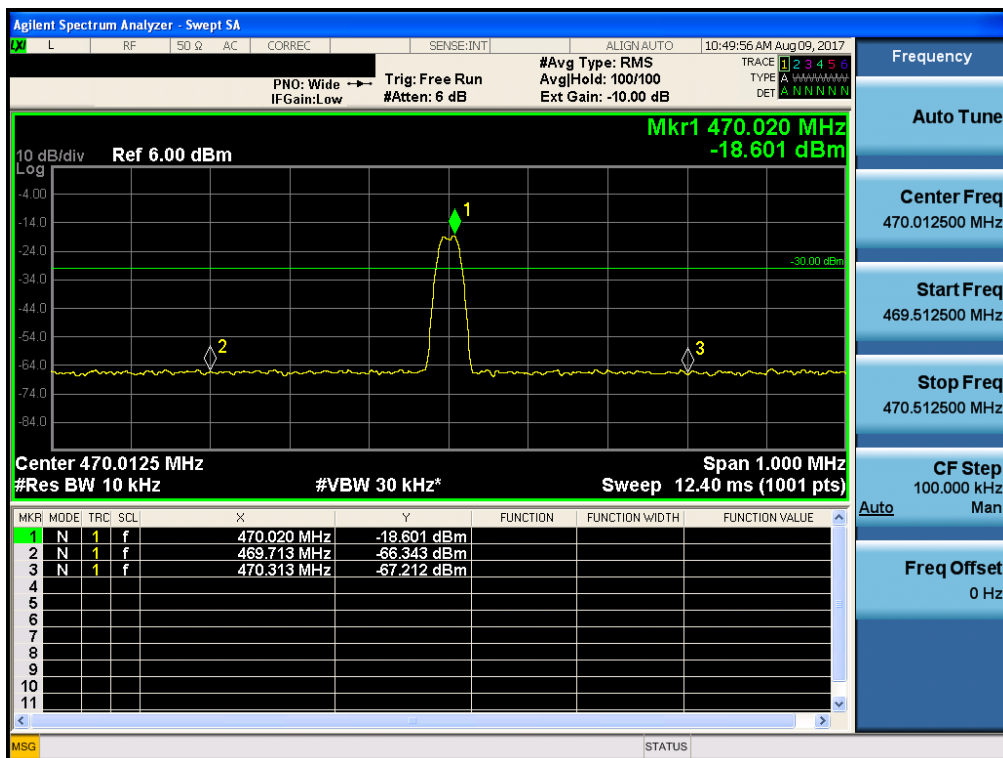 Agilent Spectrum Analyzer - Swept SA
LXI L RF 50 Ω AC CORREC SENSE:INT ALIGN AUTO 10:49:56 AM Aug 09, 2017
PNO: Wide
IFGain:Low
Trig: Free Run
#Atten: 6 dB
#Avg Type: RMS
Avg|Hold: 100/100
Ext Gain: -10.00 dB
TRACE 1 2 3 4 5 6
TYPE A WWWWW
DET A N N N N N
Mkr1 470.020 MHz
-18.601 dBm
10 dB/div Ref 6.00 dBm
Log
-4.00
-14.0
-24.0
-34.0
-44.0
-54.0
-64.0
-74.0
-84.0
1
-30.00 dBm
2
3
Center 470.0125 MHz Span 1.000 MHz
#Res BW 10 kHz #VBW 30 kHz* Sweep 12.40 ms (1001 pts)
MKR MODE TRC SCL X Y FUNCTION FUNCTION WIDTH FUNCTION VALUE
1 N 1 f 470.020 MHz -18.601 dBm
2 N 1 f 469.713 MHz -66.343 dBm
3 N 1 f 470.313 MHz -67.212 dBm
4
5
6
7
8
9
10
11
MSG STATUS
Frequency
Auto Tune
Center Freq
470.012500 MHz
Start Freq
469.512500 MHz
Stop Freq
470.512500 MHz
CF Step
100.000 kHz
Auto Man
Freq Offset
0 Hz